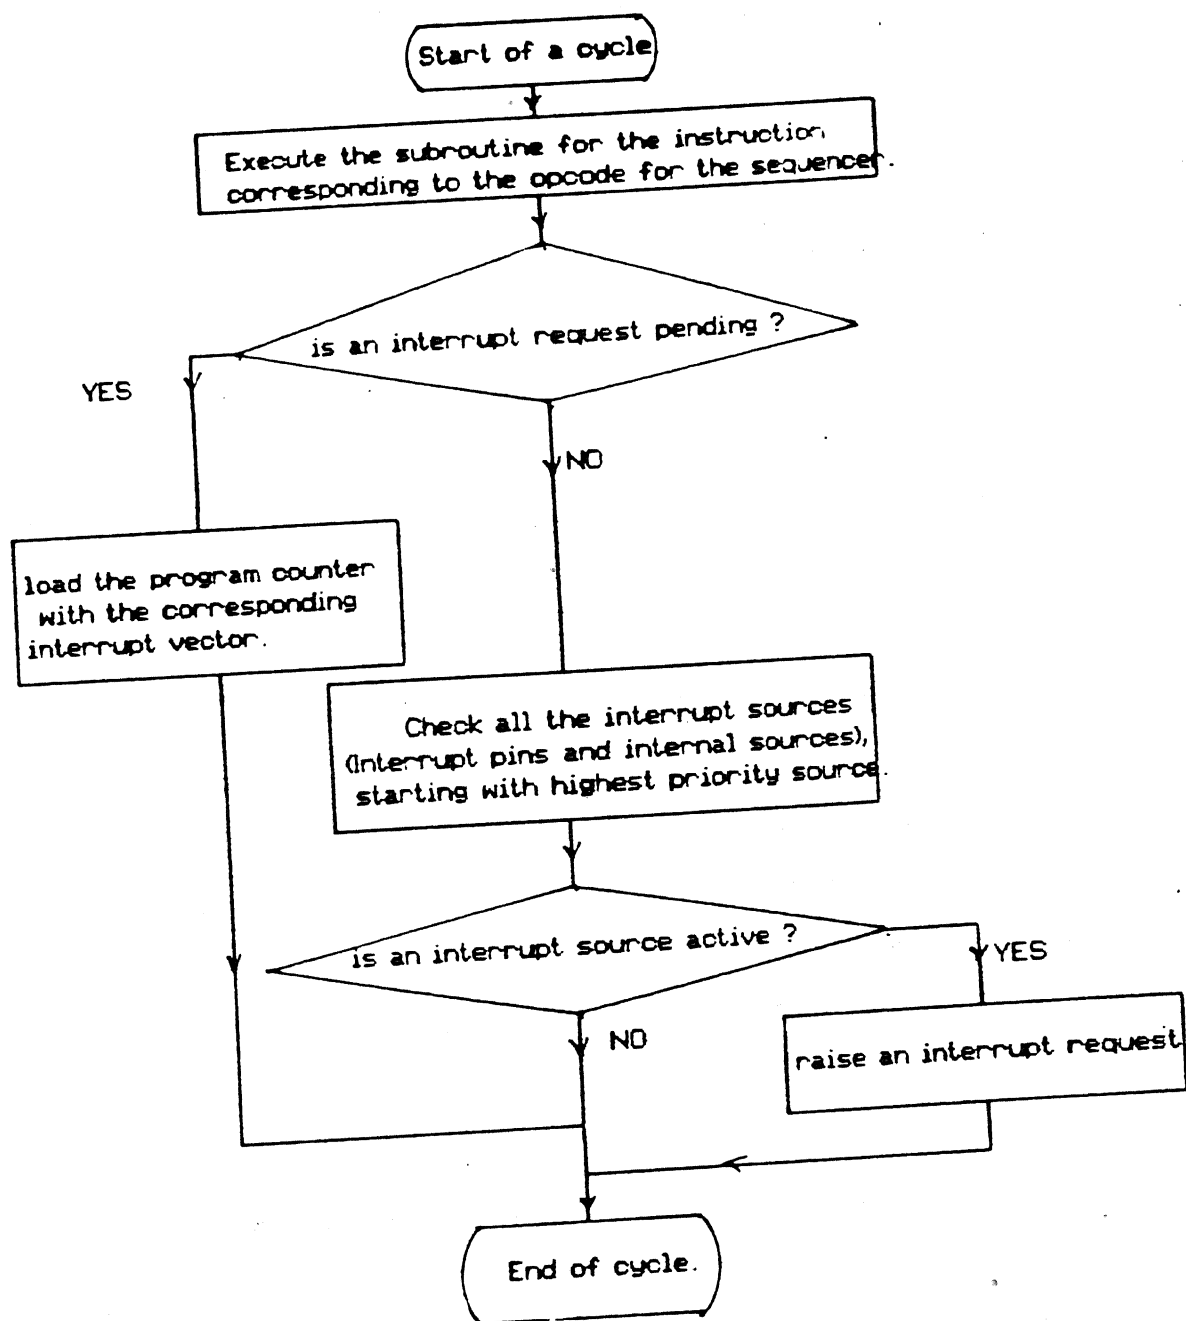 Start of a cycle
Execute the subroutine for the instruction
corresponding to the opcode for the sequencer.
is an interrupt request pending ?
YES
NO
load the program counter
with the corresponding
interrupt vector.
Check all the interrupt sources
(Interrupt pins and internal sources),
starting with highest priority source.
is an interrupt source active ?
YES
NO
raise an interrupt request
End of cycle.